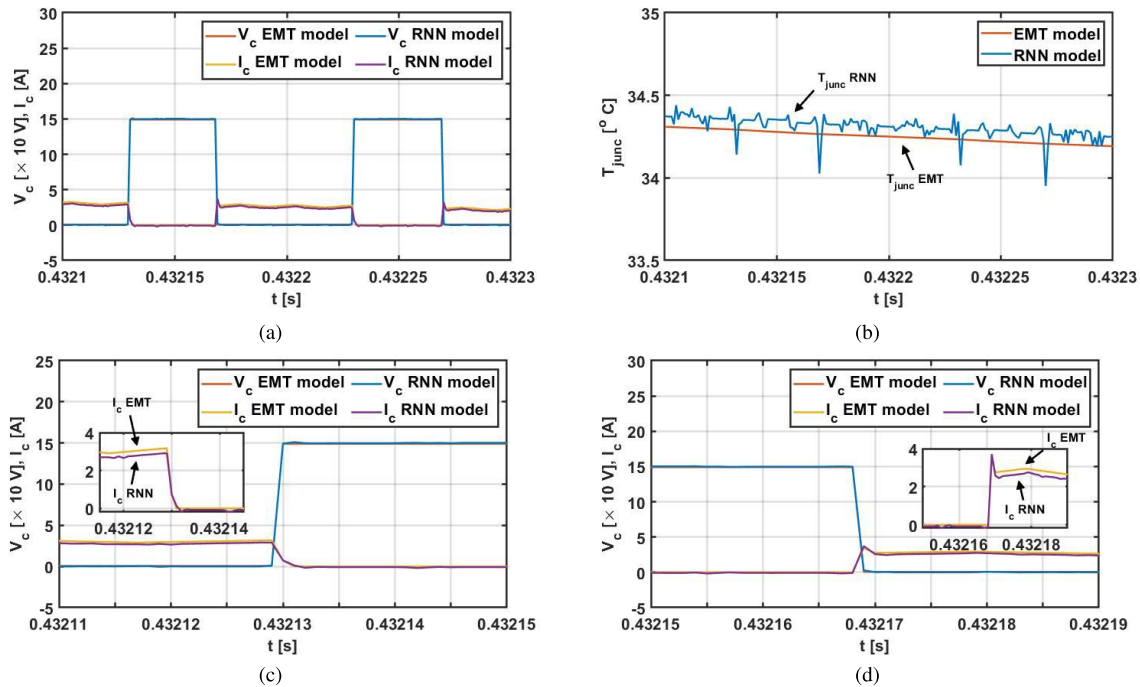 30
25
20
15
10
5
0
-5
V_c [× 10 V], I_c [A]
V_c EMT model V_c RNN model
I_c EMT model I_c RNN model
0.4321 0.43215 0.4322 0.43225 0.4323
t [s]
(a)
35
34.5
34
33.5
T_junc [° C]
EMT model
RNN model
T_junc RNN
T_junc EMT
0.4321 0.43215 0.4322 0.43225 0.4323
t [s]
(b)
25
20
15
10
5
0
-5
V_c [× 10 V], I_c [A]
V_c EMT model V_c RNN model
I_c EMT model I_c RNN model
I_c EMT
4
2
0
I_c RNN
0.43212 0.43214
0.43211 0.43212 0.43213 0.43214 0.43215
t [s]
(c)
30
25
20
15
10
5
0
-5
V_c [× 10 V], I_c [A]
V_c EMT model V_c RNN model
I_c EMT model I_c RNN model
I_c EMT
4
2
0
I_c RNN
0.43216 0.43218
0.43215 0.43216 0.43217 0.43218 0.43219
t [s]
(d)